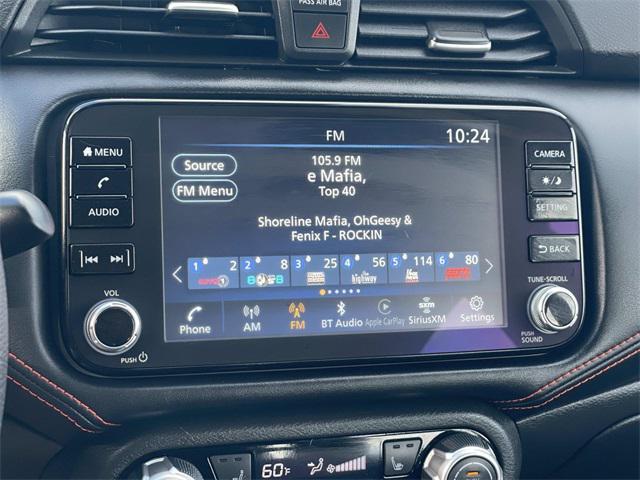 PASS AIR BAG
FM
10:24
MENU
Source
105.9 FM
e Mafia,
Top 40
FM Menu
CAMERA
AUDIO
SETTING
Shoreline Mafia, OhGeesy &
Fenix F - ROCKIN
BACK
1 2
2 8
3 25
4 56
5 114
6 80
highway
TUNE·SCROLL
VOL
Phone
AM
FM
BT Audio
Apple CarPlay
SXM
SiriusXM
Settings
PUSH
PUSH
SOUND
60°F